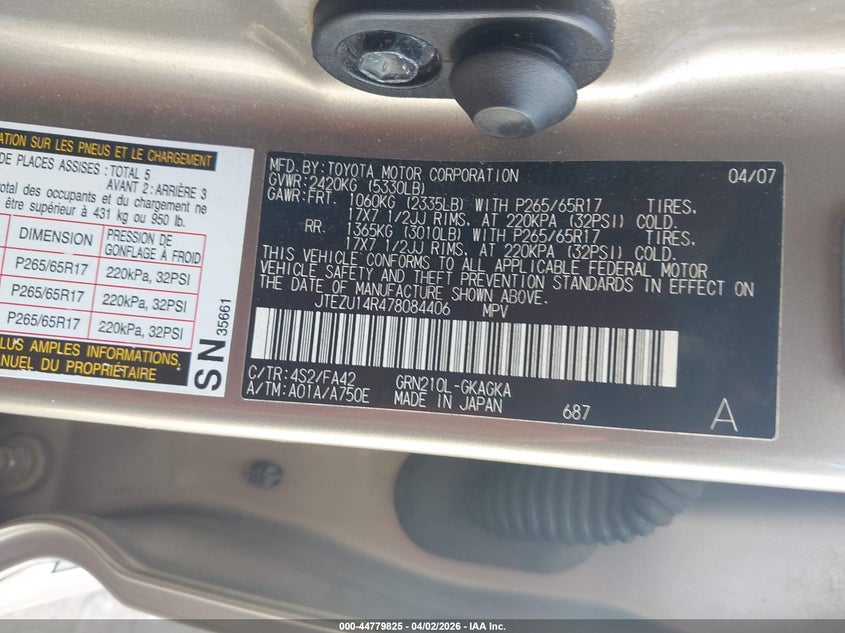 ATION SUR LES PNEUS ET LE CHARGEMENT
DE PLACES ASSISES : TOTAL 5
AVANT 2: ARRIÈRE 3
total des occupants et du chargement ne
être supérieur à 431 kg ou 950 lb.
DIMENSION
PRESSION DE
GONFLAGE À FROID
P265/65R17 220kPa, 32PSI
P265/65R17 220kPa, 32PSI
P265/65R17 220kPa, 32PSI
LUS AMPLES INFORMATIONS,
NUEL DU PROPRIÉTAIRE
SN 35661
MFD. BY: TOYOTA MOTOR CORPORATION 04/07
GVWR: 2420KG (5330LB)
GAWR: FRT. 1060KG (2335LB) WITH P265/65R17 TIRES,
17X7 1/2JJ RIMS, AT 220KPA (32PSI) COLD.
RR. 1365KG (3010LB) WITH P265/65R17 TIRES,
17X7 1/2JJ RIMS, AT 220KPA (32PSI) COLD.
THIS VEHICLE CONFORMS TO ALL APPLICABLE FEDERAL MOTOR
VEHICLE SAFETY AND THEFT PREVENTION STANDARDS IN EFFECT ON
THE DATE OF MANUFACTURE SHOWN ABOVE.
JTEZU14R478084406 MPV
C/TR: 4S2/FA42 GRN210L-GKAGKA
A/TM: A01A/A750E MADE IN JAPAN 687 A
000-44779825 - 04/02/2026 - IAA Inc.